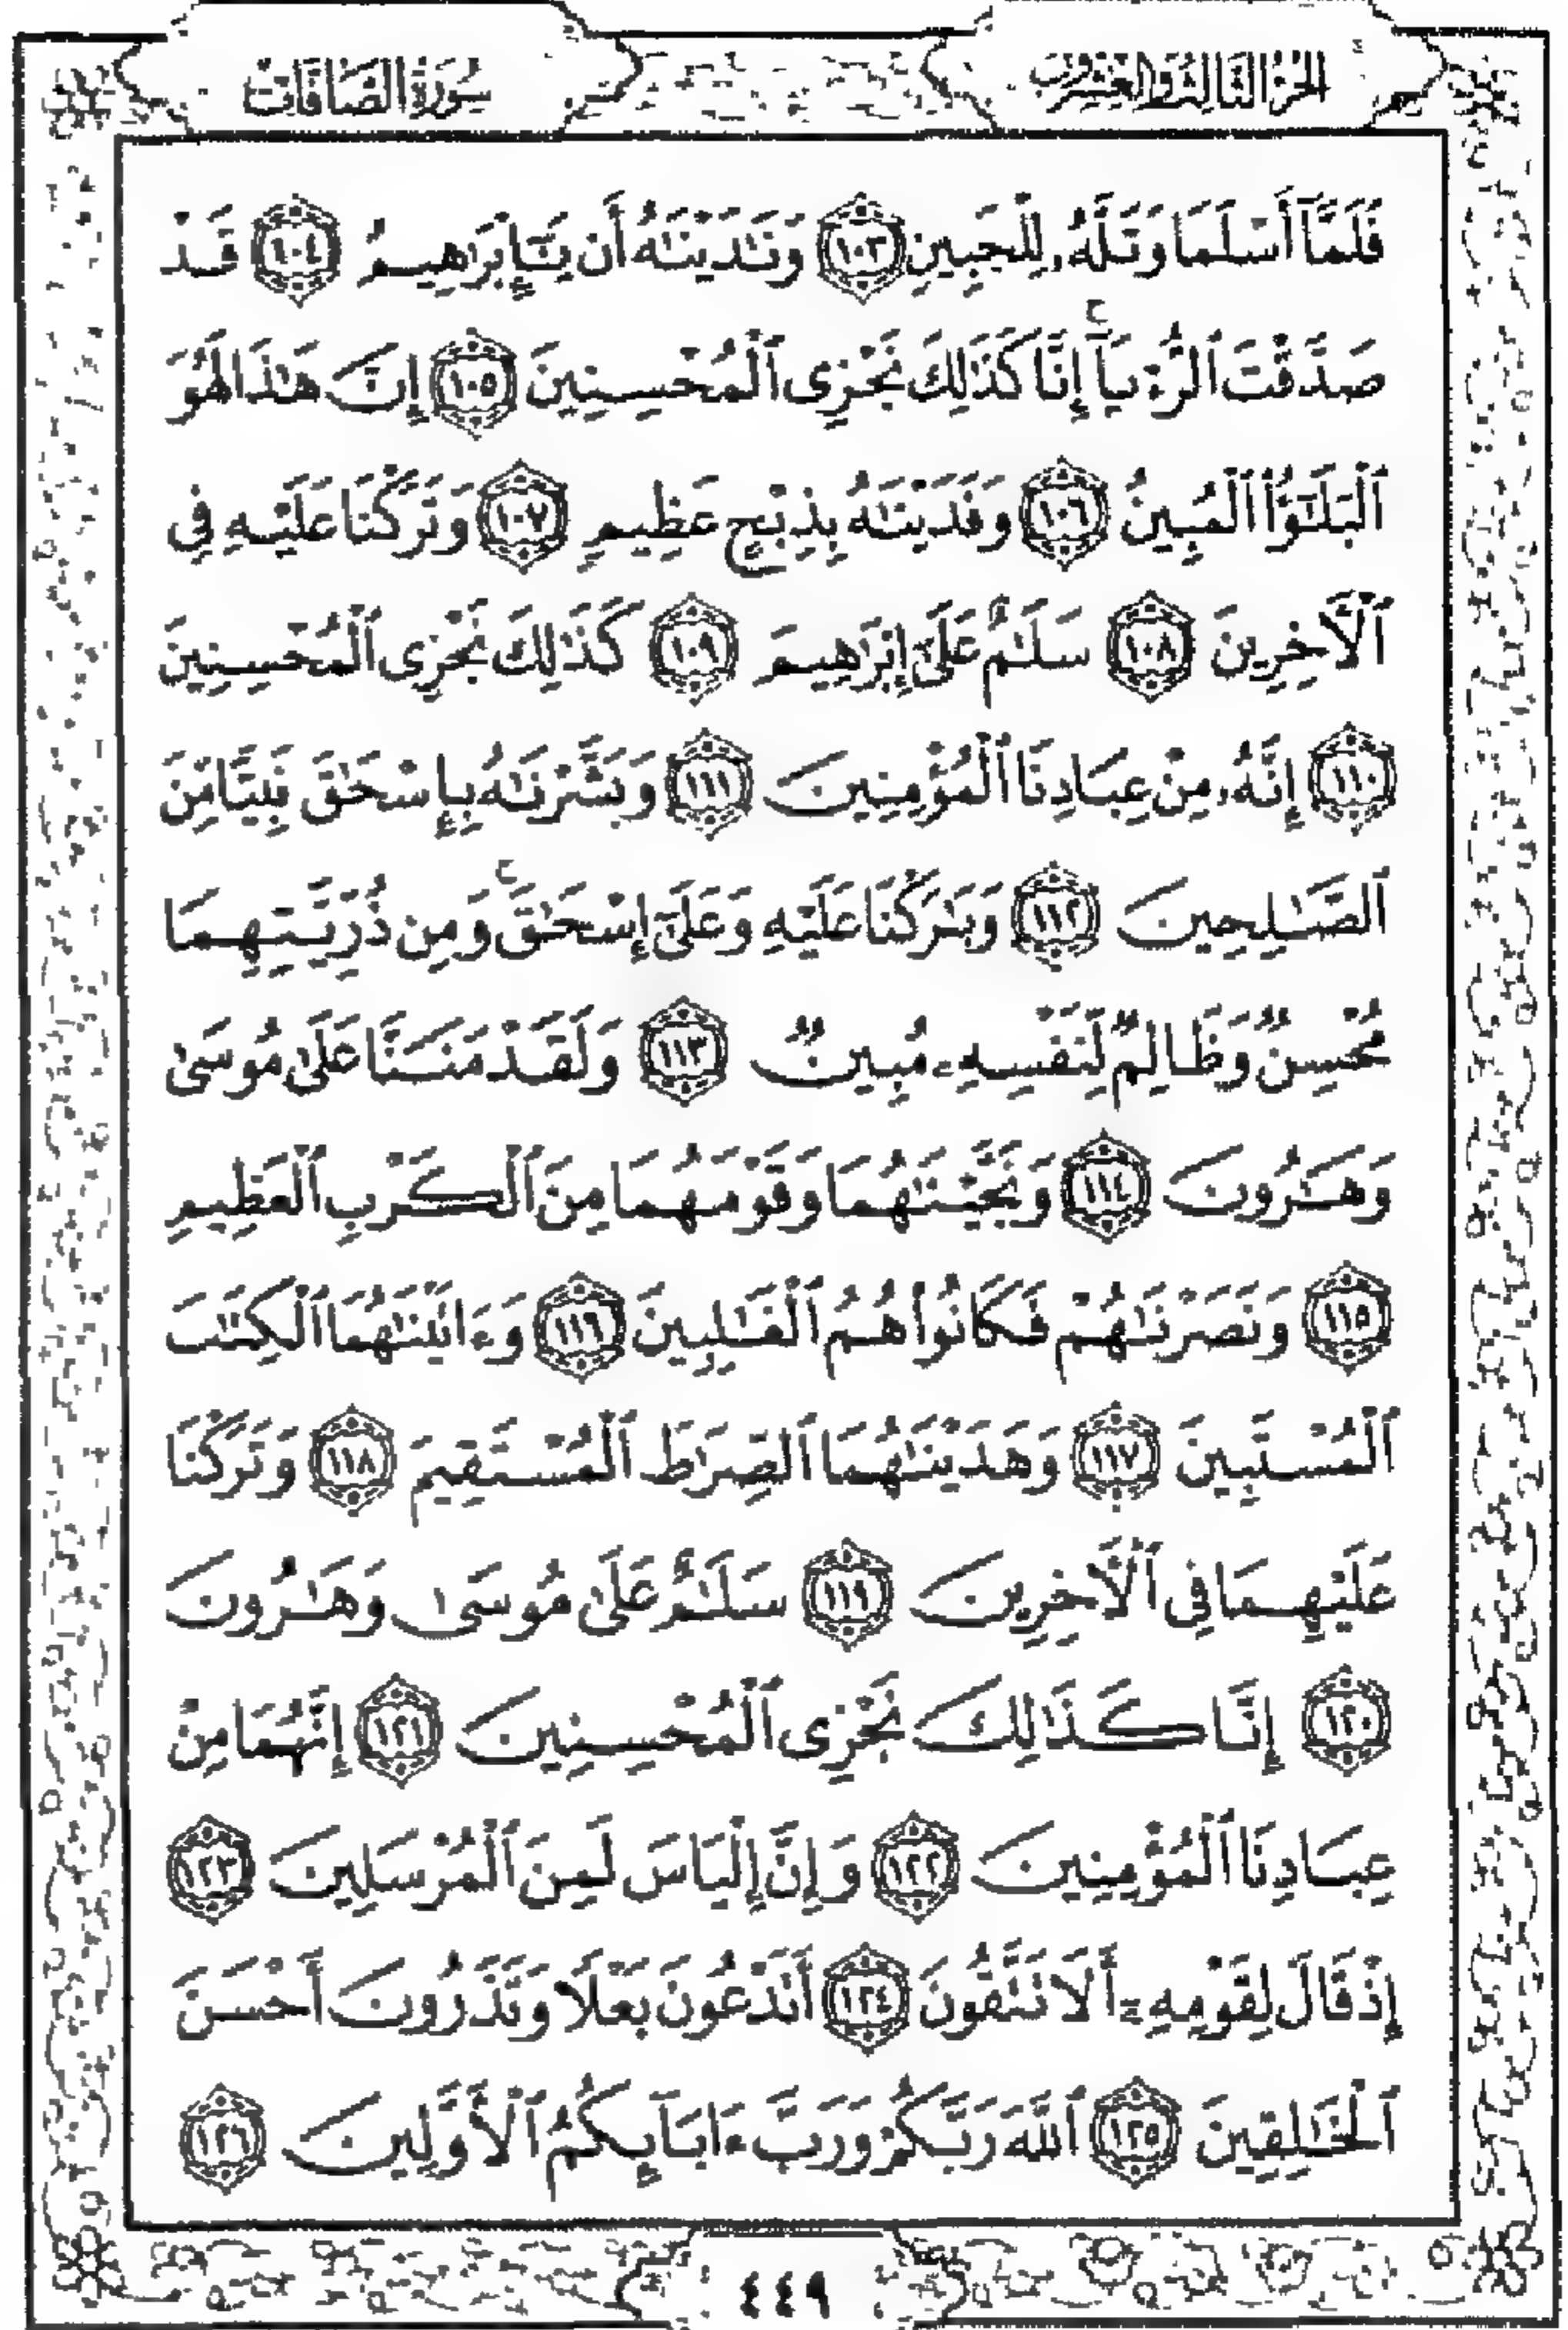 الجزء الثالث والعشرون
سورة الصافات
فَلَمَّآ أَسْلَمَا وَتَلَّهُۥ لِلْجَبِينِ ١٠٣ وَنَٰدَيْنَٰهُ أَن يَٰٓإِبْرَٰهِيمُ ١٠٤ قَدْ
صَدَّقْتَ ٱلرُّءْيَآ ۚ إِنَّا كَذَٰلِكَ نَجْزِى ٱلْمُحْسِنِينَ ١٠٥ إِنَّ هَٰذَا لَهُوَ
ٱلْبَلَٰٓؤُا۟ ٱلْمُبِينُ ١٠٦ وَفَدَيْنَٰهُ بِذِبْحٍ عَظِيمٍ ١٠٧ وَتَرَكْنَا عَلَيْهِ فِى
ٱلْأَخِرِينَ ١٠٨ سَلَٰمٌ عَلَىٰٓ إِبْرَٰهِيمَ ١٠٩ كَذَٰلِكَ نَجْزِى ٱلْمُحْسِنِينَ
١١٠ إِنَّهُۥ مِنْ عِبَادِنَا ٱلْمُؤْمِنِينَ ١١١ وَبَشَّرْنَٰهُ بِإِسْحَٰقَ نَبِيًّا مِّنَ
ٱلصَّٰلِحِينَ ١١٢ وَبَٰرَكْنَا عَلَيْهِ وَعَلَىٰٓ إِسْحَٰقَ ۚ وَمِن ذُرِّيَّتِهِمَا
مُحْسِنٌ وَظَالِمٌ لِّنَفْسِهِۦ مُبِينٌ ١١٣ وَلَقَدْ مَنَنَّا عَلَىٰ مُوسَىٰ
وَهَٰرُونَ ١١٤ وَنَجَّيْنَٰهُمَا وَقَوْمَهُمَا مِنَ ٱلْكَرْبِ ٱلْعَظِيمِ
١١٥ وَنَصَرْنَٰهُمْ فَكَانُوا۟ هُمُ ٱلْغَٰلِبِينَ ١١٦ وَءَاتَيْنَٰهُمَا ٱلْكِتَٰبَ
ٱلْمُسْتَبِينَ ١١٧ وَهَدَيْنَٰهُمَا ٱلصِّرَٰطَ ٱلْمُسْتَقِيمَ ١١٨ وَتَرَكْنَا
عَلَيْهِمَا فِى ٱلْأَخِرِينَ ١١٩ سَلَٰمٌ عَلَىٰ مُوسَىٰ وَهَٰرُونَ
١٢٠ إِنَّا كَذَٰلِكَ نَجْزِى ٱلْمُحْسِنِينَ ١٢١ إِنَّهُمَا مِنْ
عِبَادِنَا ٱلْمُؤْمِنِينَ ١٢٢ وَإِنَّ إِلْيَاسَ لَمِنَ ٱلْمُرْسَلِينَ ١٢٣
إِذْ قَالَ لِقَوْمِهِۦٓ أَلَا تَتَّقُونَ ١٢٤ أَتَدْعُونَ بَعْلًا وَتَذَرُونَ أَحْسَنَ
ٱلْخَٰلِقِينَ ١٢٥ ٱللَّهَ رَبَّكُمْ وَرَبَّ ءَابَآئِكُمُ ٱلْأَوَّلِينَ ١٢٦
٤٤٩